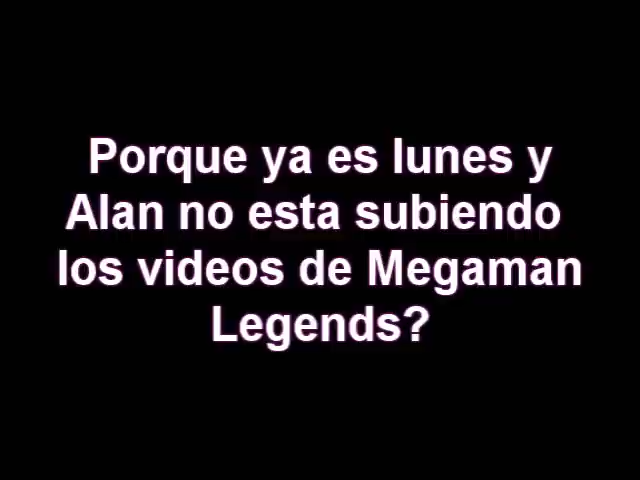 Porque ya es lunes y
Alan no esta subiendo
los videos de Megaman
Legends?